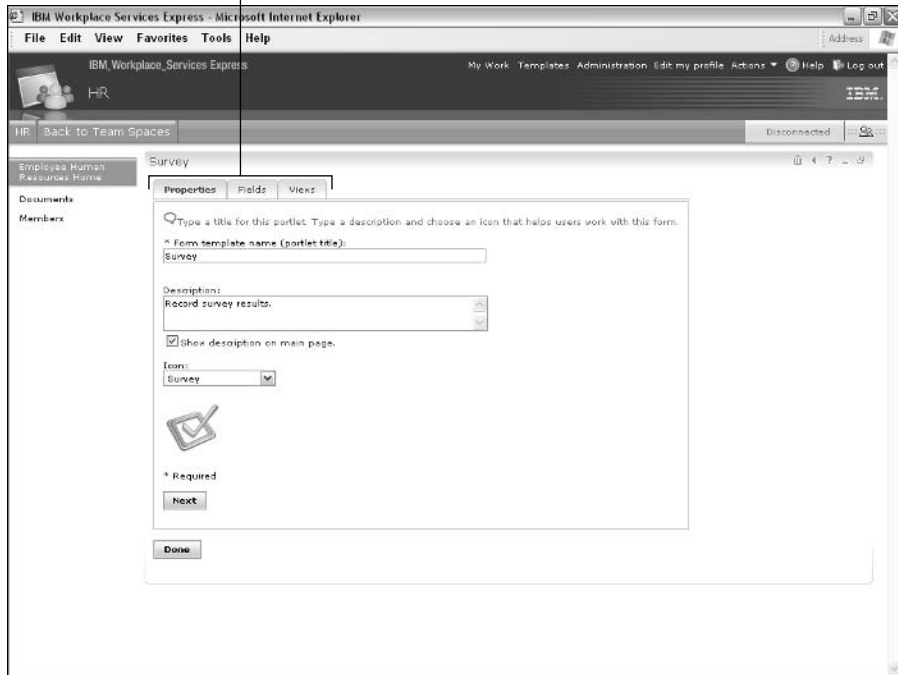 IBM Workplace Services Express - Microsoft Internet Explorer
File Edit View Favorites Tools Help
Address
IBM_Workplace_Services Express
My Work Templates Administration Edit my profile Actions Help Log out
HR
IBM.
HR Back to Team Spaces
Disconnected
Employee Human
Resources Home
Documents
Members
Survey
Properties Fields Views
Type a title for this portlet. Type a description and choose an icon that helps users work with this form.
* Form template name (portlet title):
Survey
Description:
Record survey results.
Show description on main page.
Icon:
Survey
* Required
Next
Done